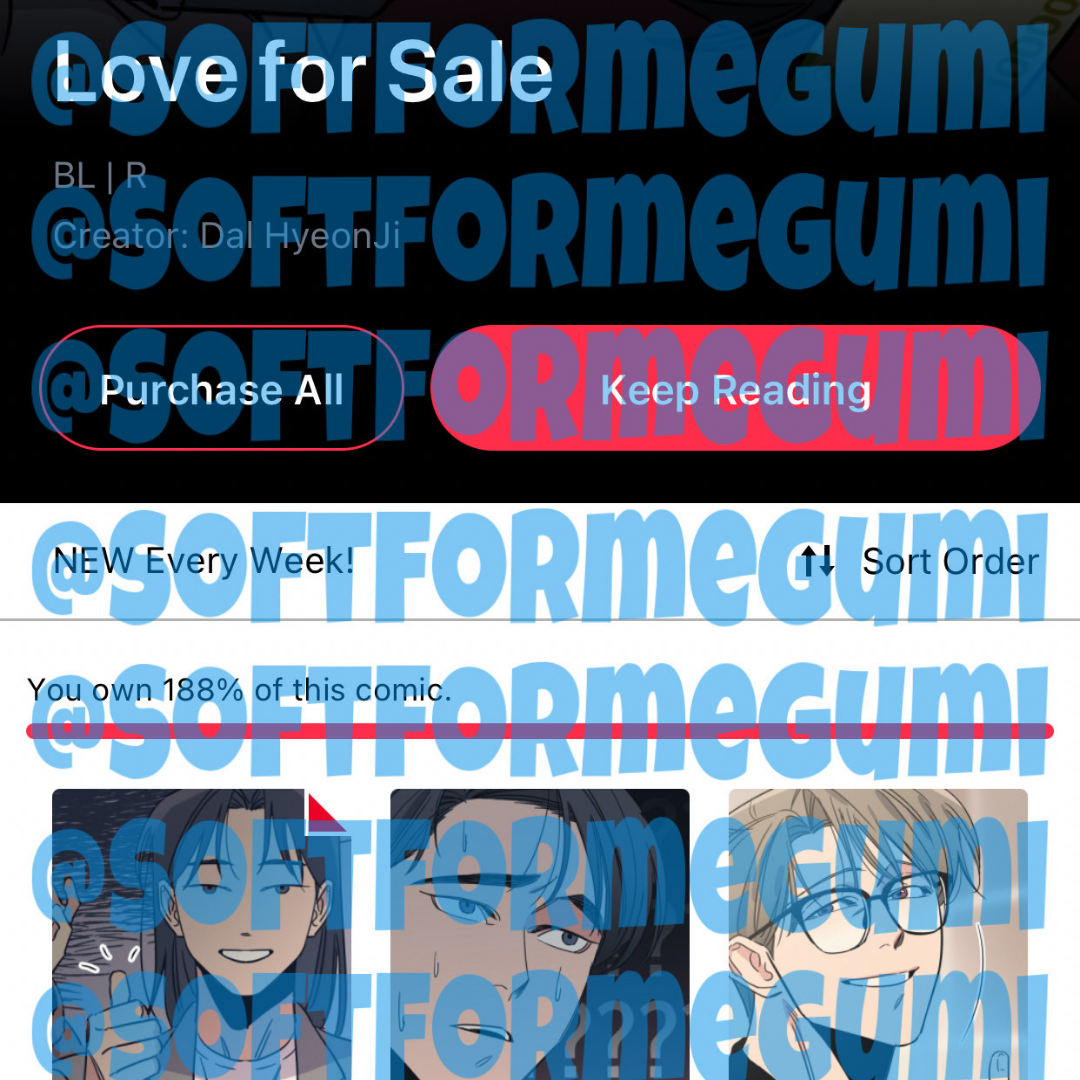 @SOFTFORMEGUMI
Love for Sale
BL | R
@SOFTFORMEGUMI
Creator: Dal HyeonJi
@SOFTFORMEGUMI
Purchase All
Keep Reading
@SOFTFORMEGUMI
NEW Every Week!
Sort Order
@SOFTFORMEGUMI
You own 188% of this comic.
@SOFTFORMEGUMI
@SOFTFORMEGUMI
???